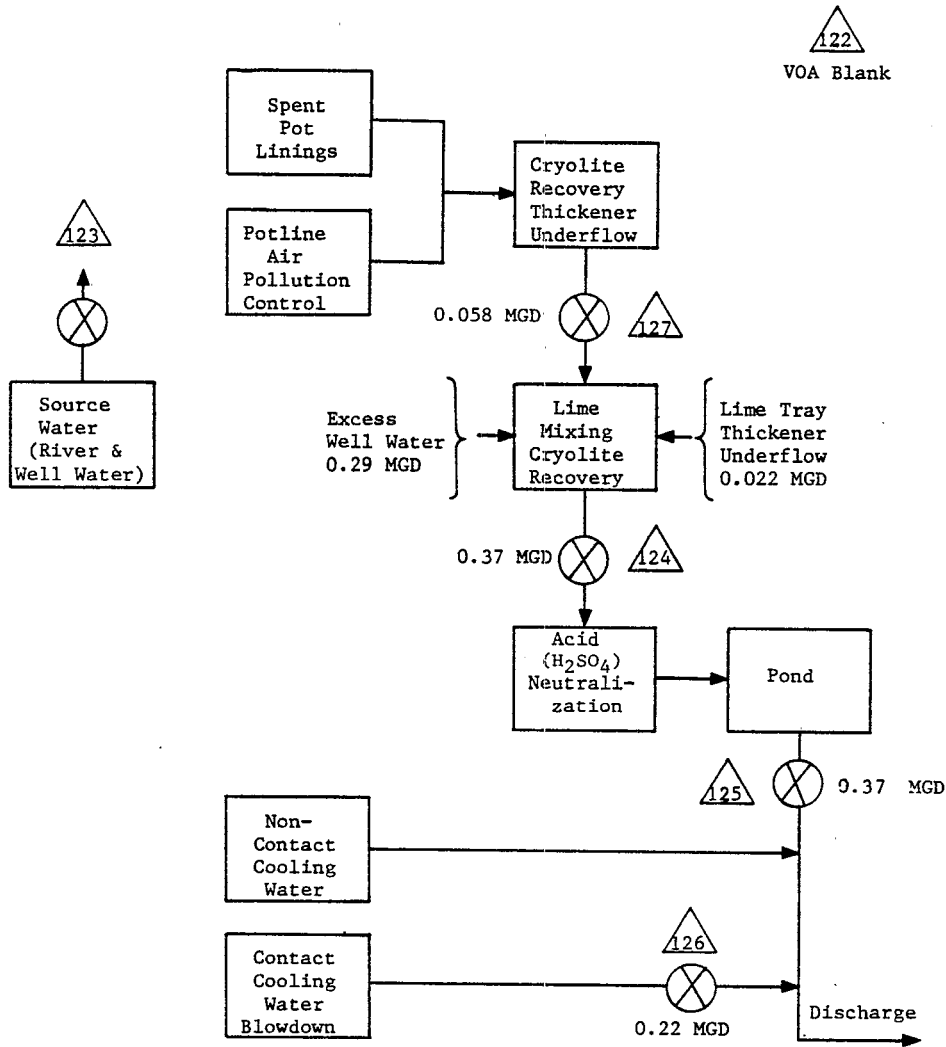 122
VOA Blank
Spent
Pot
Linings
Cryolite
Recovery
Thickener
Underflow
123
Potline
Air
Pollution
Control
0.058 MGD
127
Source
Water
(River &
Well Water)
Excess
Well Water
0.29 MGD
Lime
Mixing
Cryolite
Recovery
Lime Tray
Thickener
Underflow
0.022 MGD
0.37 MGD
124
Acid
(H₂SO₄)
Neutrali-
zation
Pond
125
0.37 MGD
Non-
Contact
Cooling
Water
126
Contact
Cooling
Water
Blowdown
0.22 MGD
Discharge